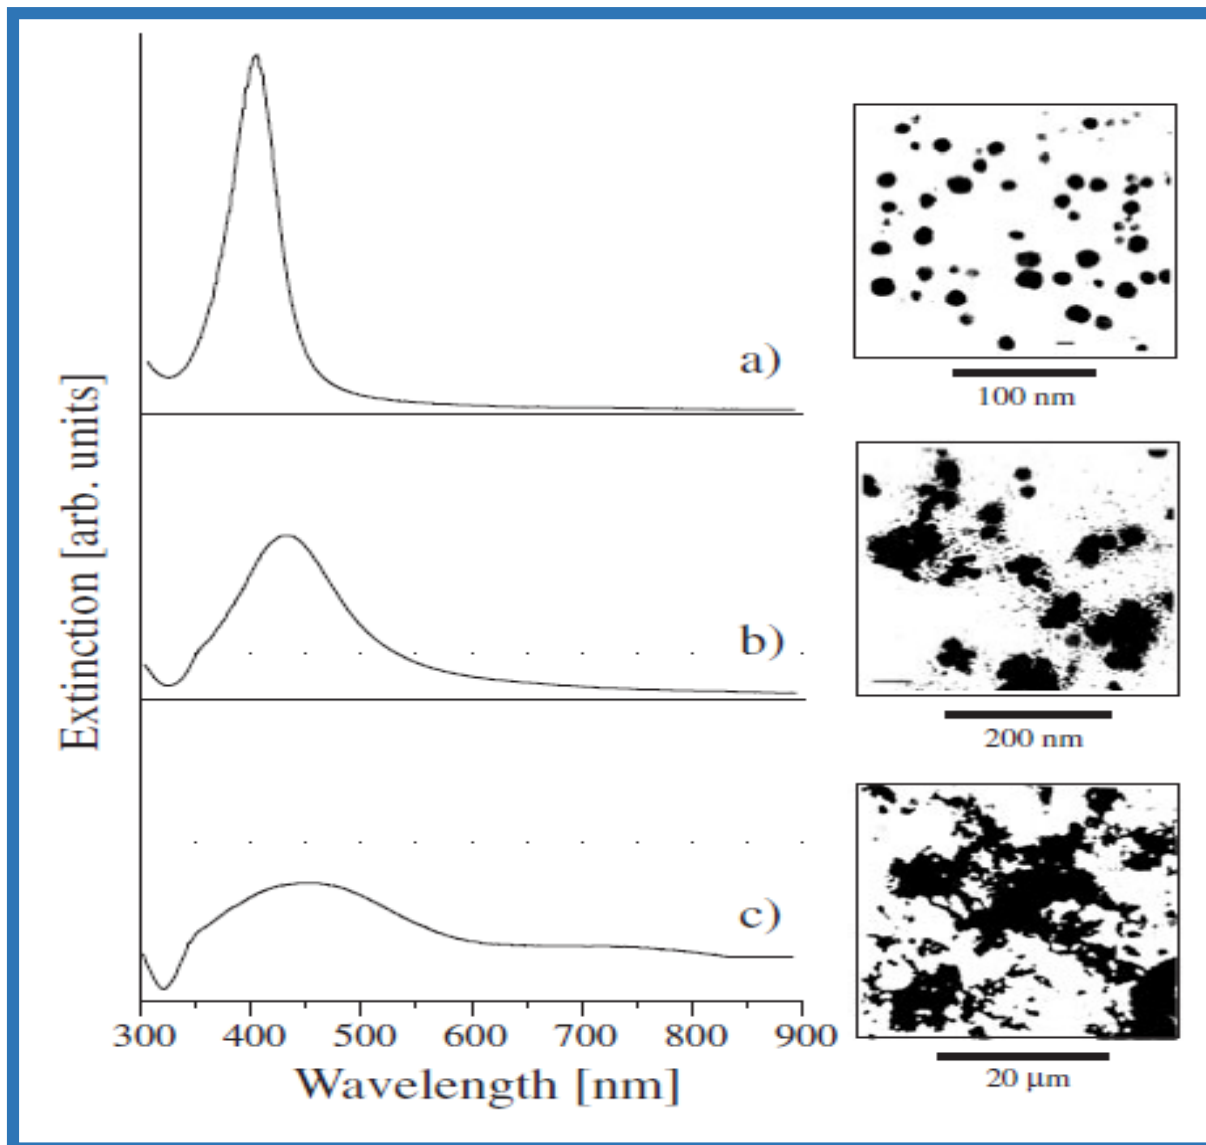 a)
100 nm
Extinction [arb. units]
b)
200 nm
c)
300 400 500 600 700 800 900
20 μm
Wavelength [nm]